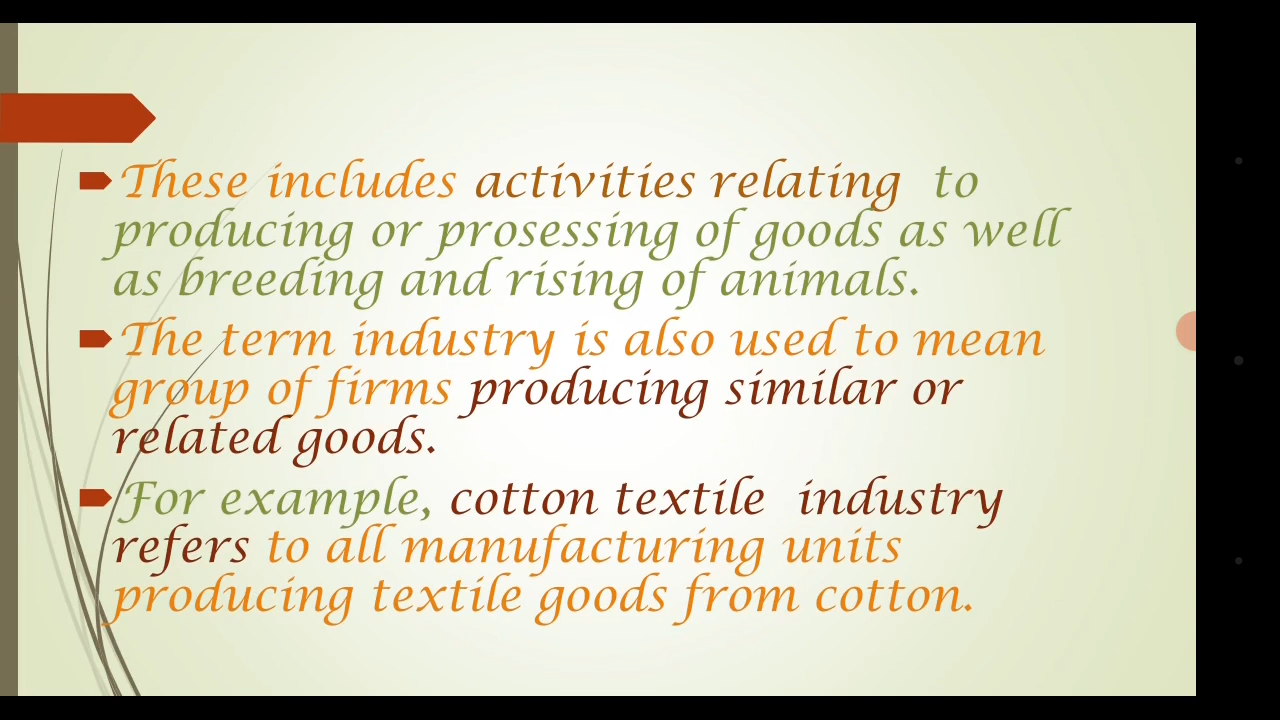 These includes activities relating to
producing or prosessing of goods as well
as breeding and rising of animals.
The term industry is also used to mean
group of firms producing similar or
related goods.
For example, cotton textile industry
refers to all manufacturing units
producing textile goods from cotton.